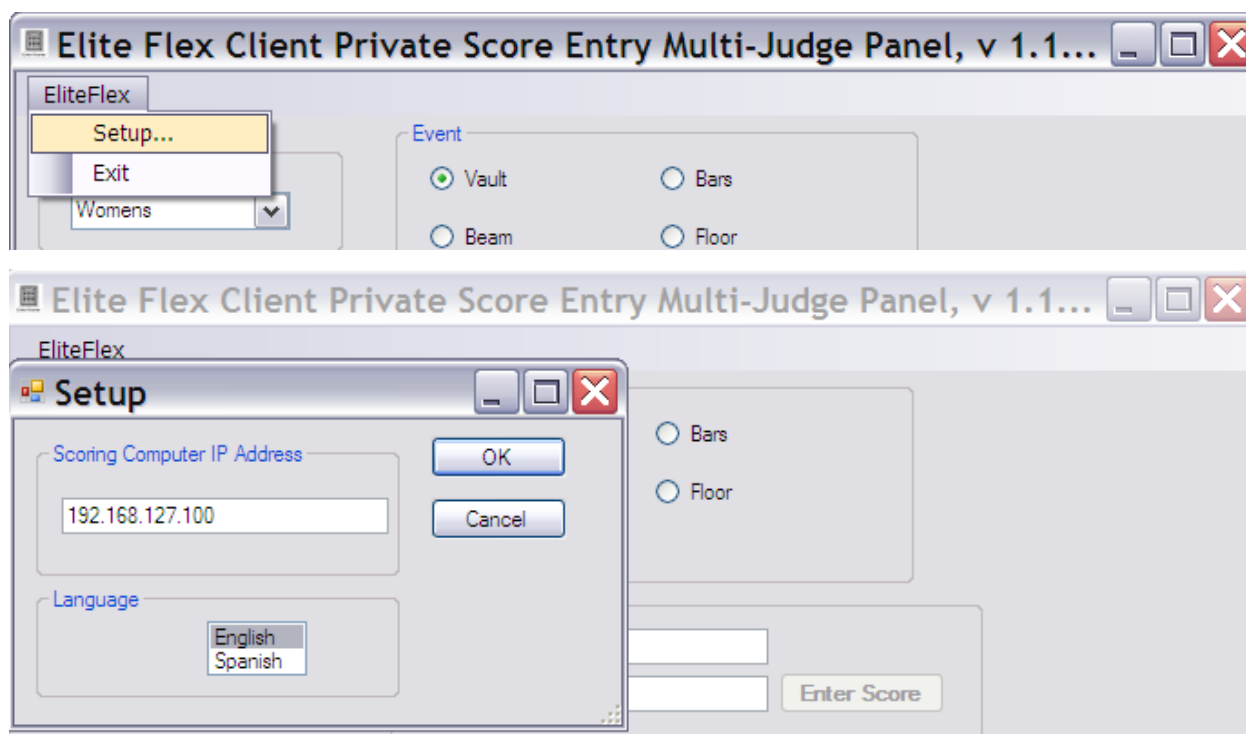 Elite Flex Client Private Score Entry Multi-Judge Panel, v 1.1...
EliteFlex
Setup...
Exit
Womens
Event
Vault
Bars
Beam
Floor
Elite Flex Client Private Score Entry Multi-Judge Panel, v 1.1...
EliteFlex
Setup
Scoring Computer IP Address
192.168.127.100
OK
Cancel
Language
English
Spanish
Bars
Floor
Enter Score